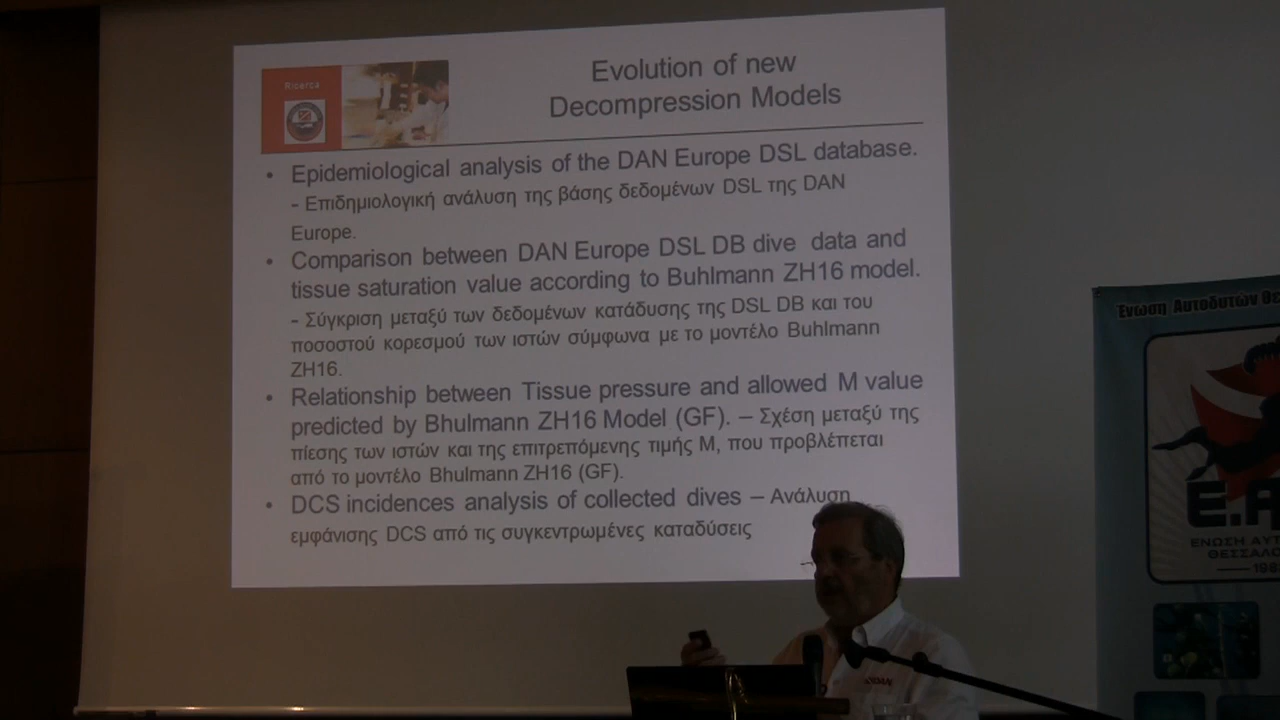 Ricerca
Evolution of new
Decompression Models
• Epidemiological analysis of the DAN Europe DSL database.
- Επιδημιολογική ανάλυση της βάσης δεδομένων DSL της DAN
Europe.
• Comparison between DAN Europe DSL DB dive data and
tissue saturation value according to Buhlmann ZH16 model.
- Σύγκριση μεταξύ των δεδομένων κατάδυσης της DSL DB και του
ποσοστού κορεσμού των ιστών σύμφωνα με το μοντέλο Buhlmann
ZH16.
• Relationship between Tissue pressure and allowed M value
predicted by Bhulmann ZH16 Model (GF). – Σχέση μεταξύ της
πίεσης των ιστών και της επιτρεπόμενης τιμής Μ, που προβλέπεται
από το μοντέλο Bhulmann ZH16 (GF).
• DCS incidences analysis of collected dives – Ανάλυση
εμφάνισης DCS από τις συγκεντρωμένες καταδύσεις
Ένωση Αυτοδυτών Θε
Ε.Α
ΕΝΩΣΗ ΑΥΤ
ΘΕΣΣΑΛΟ
198
DAN